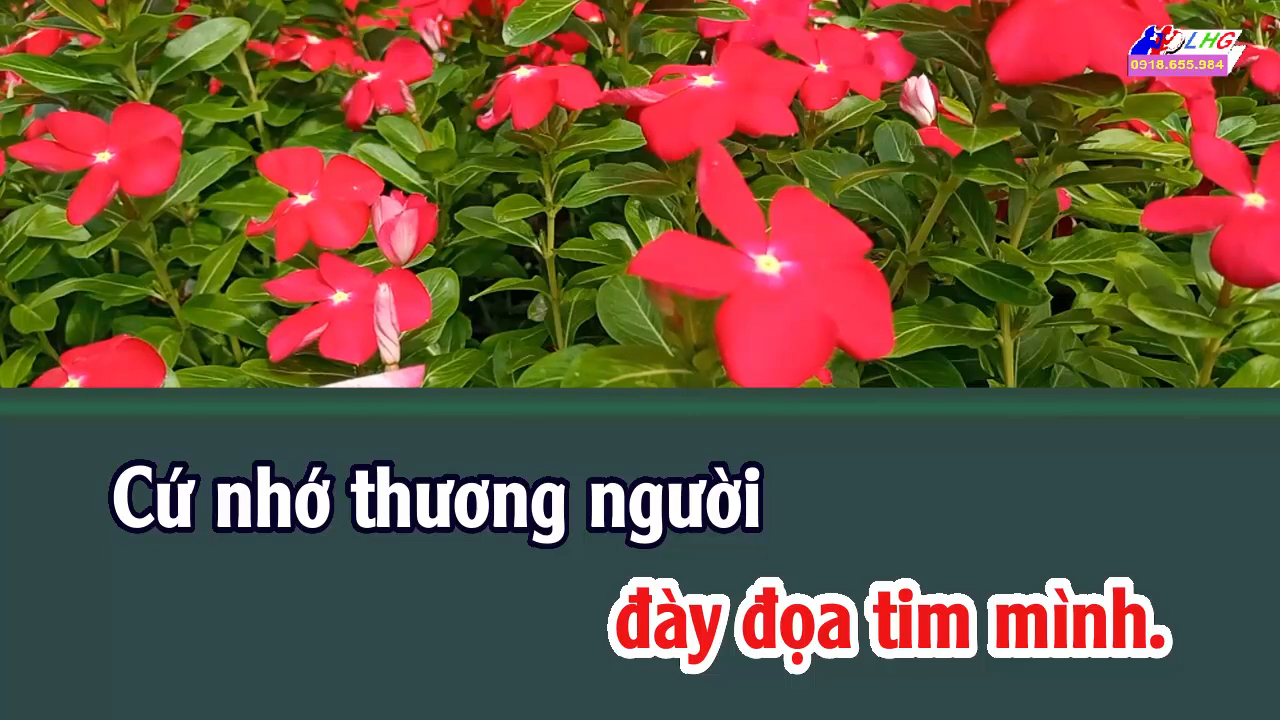 LHG
0918.655.984
Cứ nhớ thương người
đày đọa tim mình.